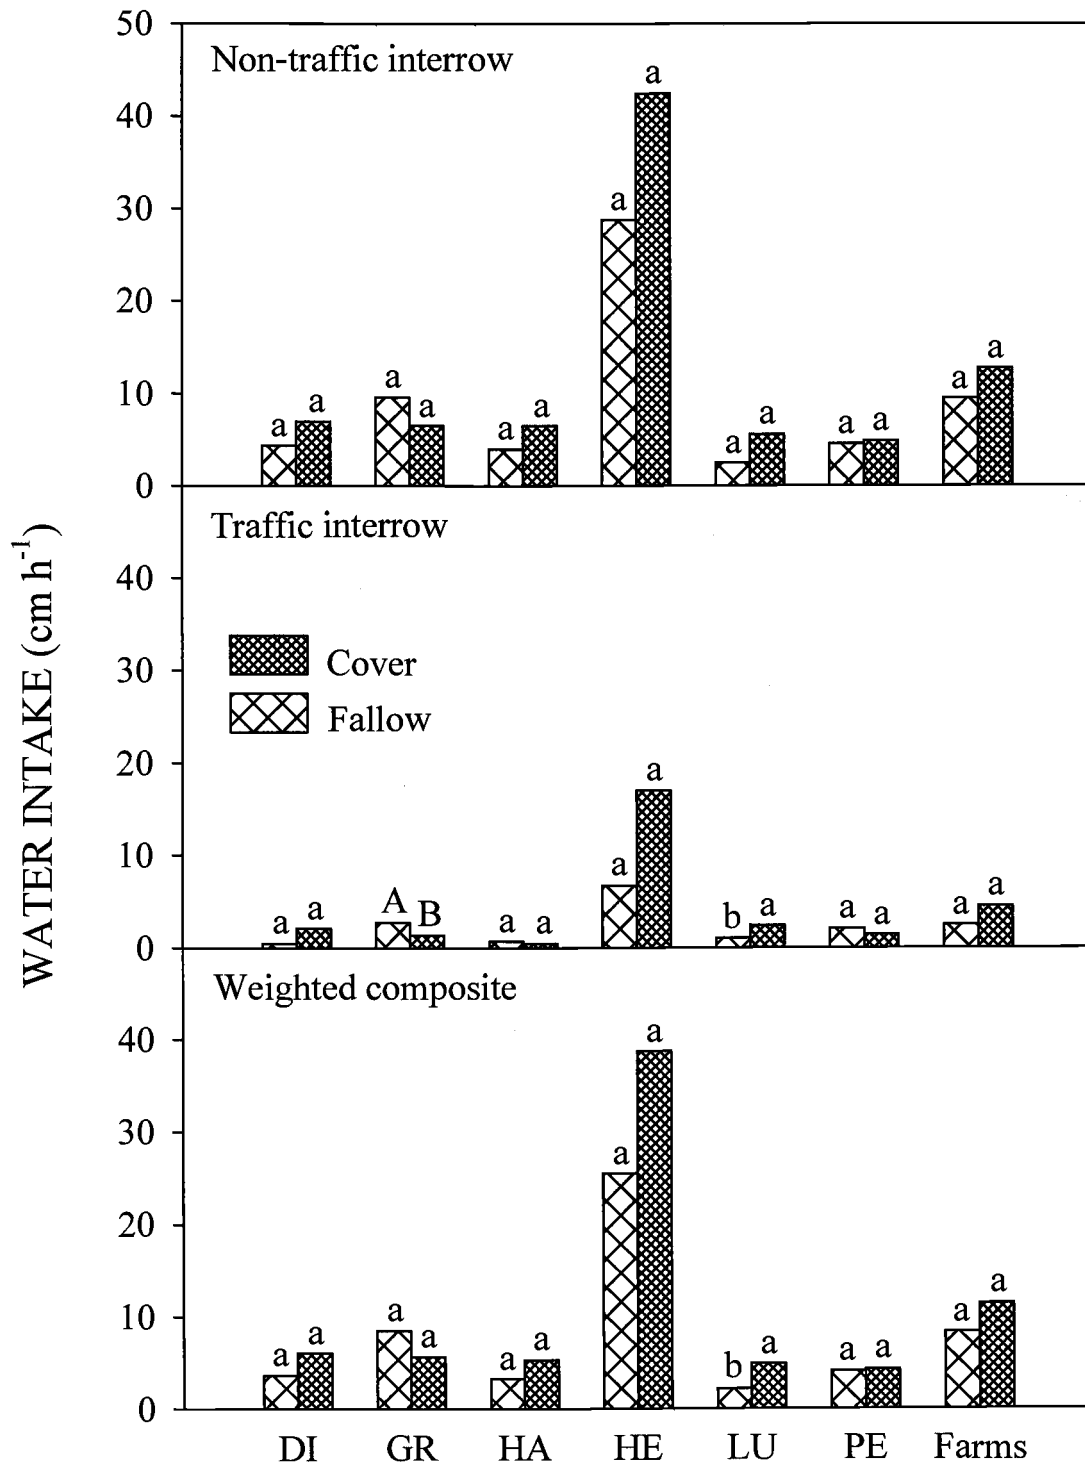 WATER INTAKE (cm h-1)
50
40
30
20
10
0
Non-traffic interrow
a a a a a a a a a a a a a a
40
30
20
10
0
Traffic interrow
Cover
Fallow
a a A B a a a a b a a a a a
40
30
20
10
0
Weighted composite
a a a a a a a a b a a a a a
DI GR HA HE LU PE Farms